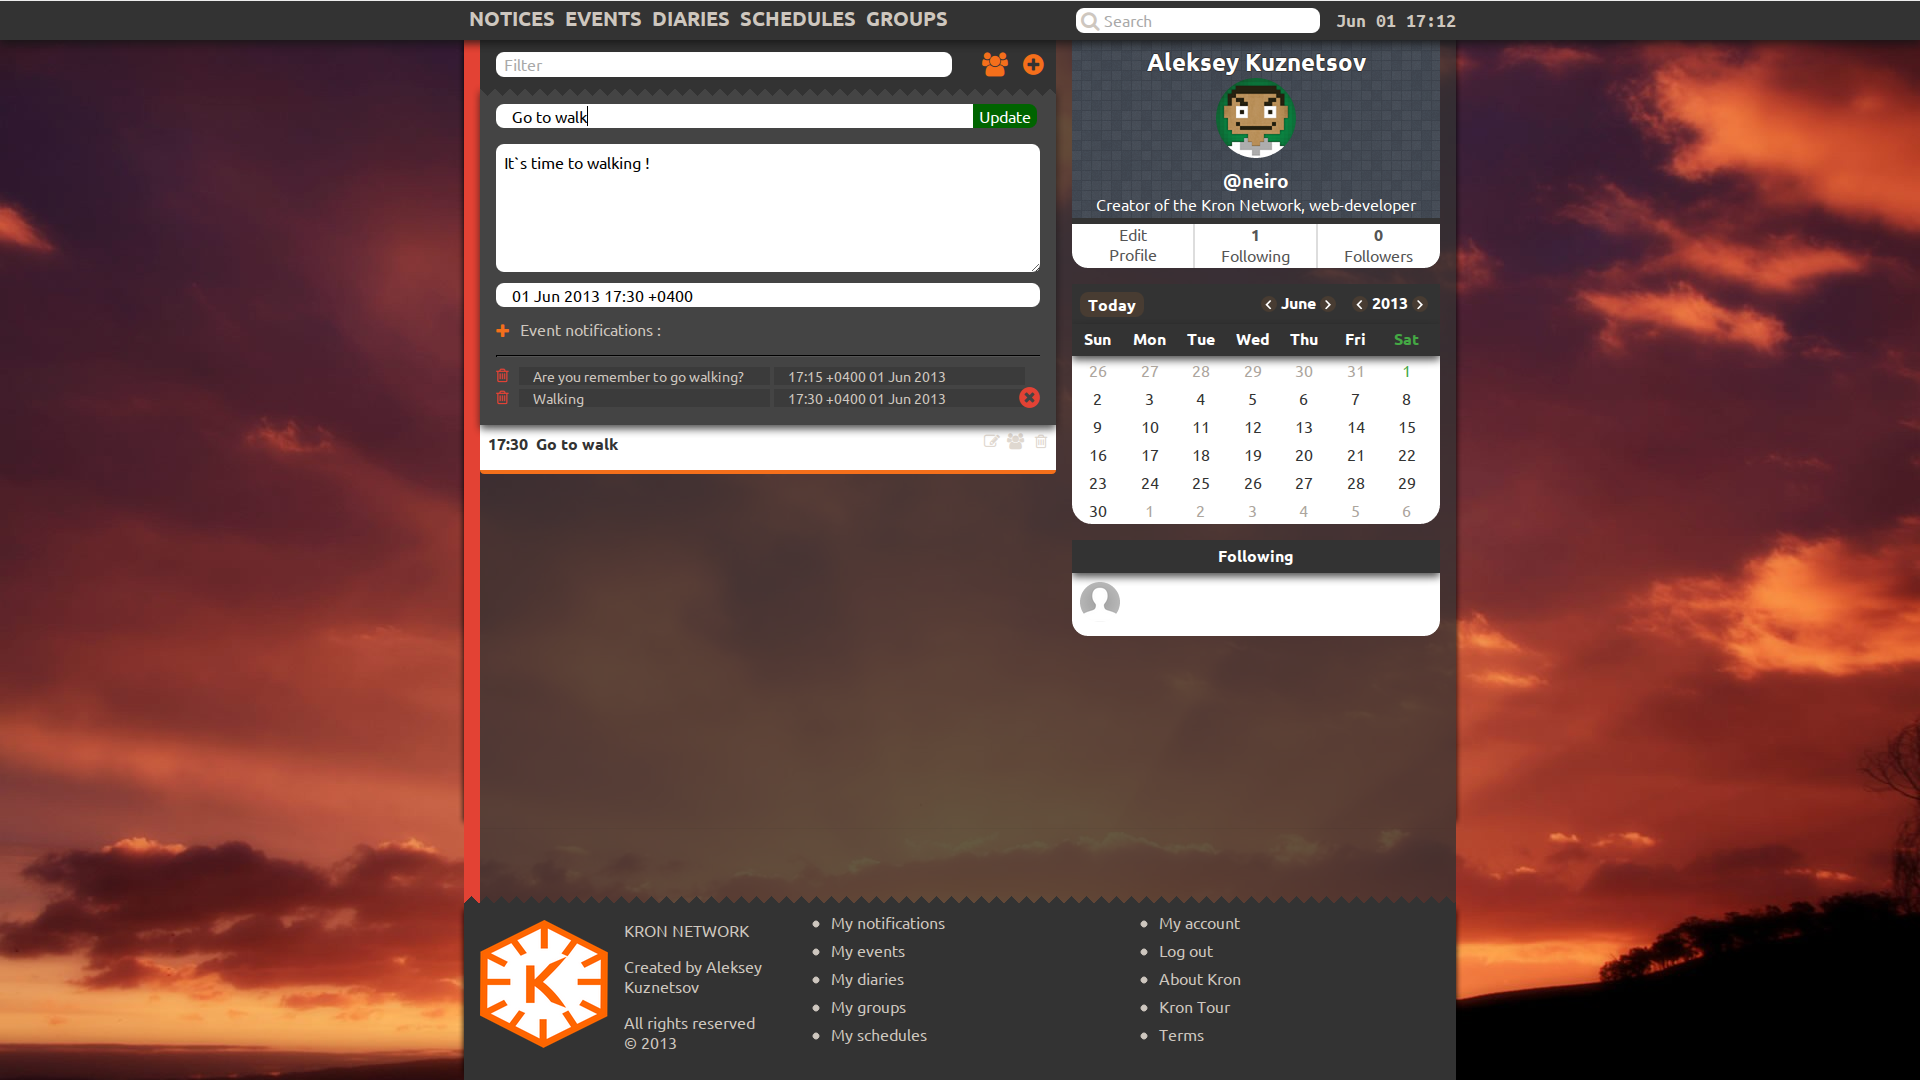 NOTICES EVENTS DIARIES SCHEDULES GROUPS
Search
Jun 01 17:12
Filter
Go to walk
Update
It`s time to walking !
01 Jun 2013 17:30 +0400
Event notifications :
Are you remember to go walking? 17:15 +0400 01 Jun 2013
Walking 17:30 +0400 01 Jun 2013
17:30 Go to walk
Aleksey Kuznetsov
@neiro
Creator of the Kron Network, web-developer
Edit
Profile
1
Following
0
Followers
Today
June
2013
Sun Mon Tue Wed Thu Fri Sat
26 27 28 29 30 31 1
2 3 4 5 6 7 8
9 10 11 12 13 14 15
16 17 18 19 20 21 22
23 24 25 26 27 28 29
30 1 2 3 4 5 6
Following
K
KRON NETWORK
Created by Aleksey
Kuznetsov
All rights reserved
© 2013
My notifications
My events
My diaries
My groups
My schedules
My account
Log out
About Kron
Kron Tour
Terms